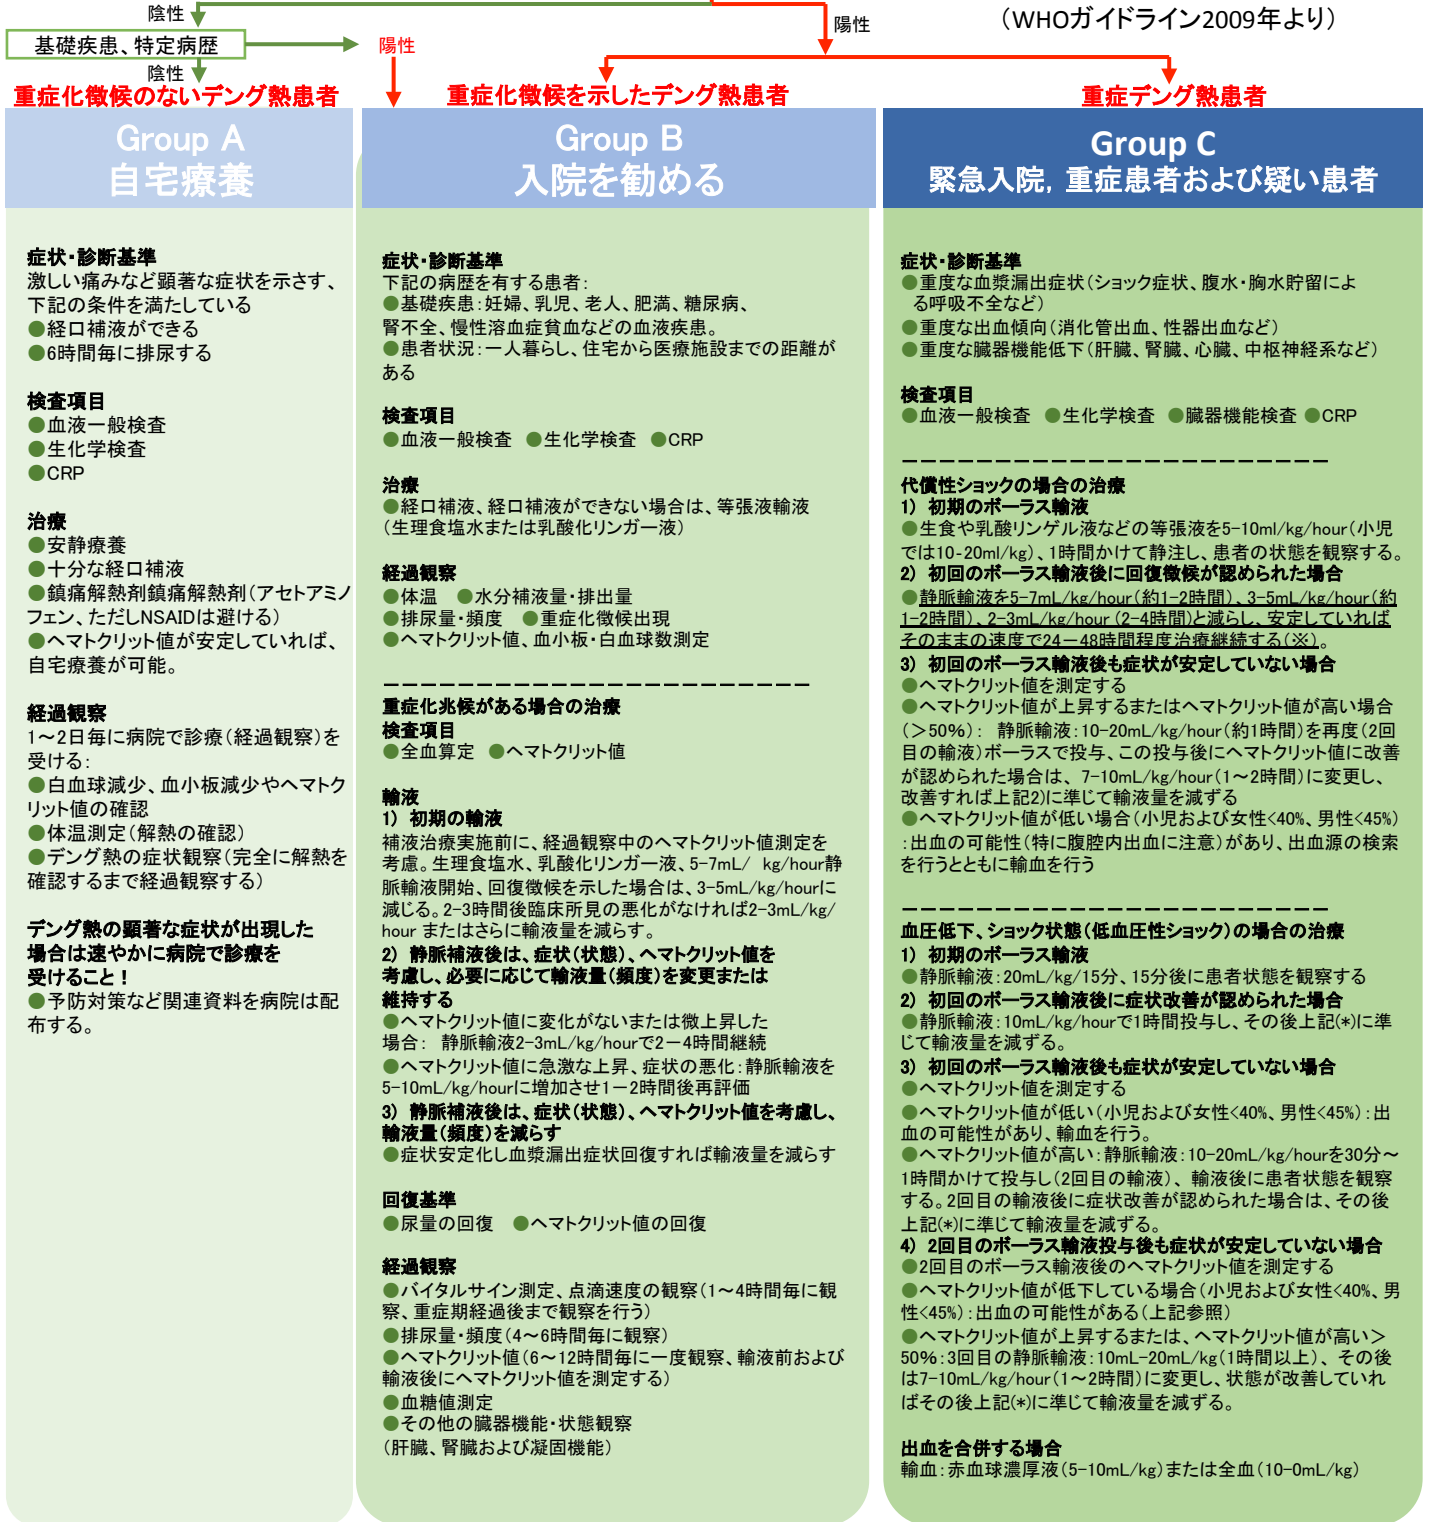 陰性
陽性
（WHOガイドライン2009年より）
基礎疾患、特定病歴
陽性
陰性
重症化徴候のないデング熱患者
重症化徴候を示したデング熱患者
重症デング熱患者
Group A
自宅療養
症状・診断基準
激しい痛みなど顕著な症状を示さず、
下記の条件を満たしている
●経口補液ができる
●6時間毎に排尿する
検査項目
●血液一般検査
●生化学検査
●CRP
治療
●安静療養
●十分な経口補液
●鎮痛解熱剤鎮痛解熱剤（アセトアミノ
フェン、ただしNSAIDは避ける）
●ヘマトクリット値が安定していれば、
自宅療養が可能。
経過観察
1～2日毎に病院で診療（経過観察）を
受ける：
●白血球減少、血小板減少やヘマトク
リット値の確認
●体温測定（解熱の確認）
●デング熱の症状観察（完全に解熱を
確認するまで経過観察する）
デング熱の顕著な症状が出現した
場合は速やかに病院で診療を
受けること！
●予防対策など関連資料を病院は配
布する。
Group B
入院を勧める
症状・診断基準
下記の病歴を有する患者：
●基礎疾患：妊婦、乳児、老人、肥満、糖尿病、
腎不全、慢性溶血症貧血などの血液疾患。
●患者状況：一人暮らし、住宅から医療施設までの距離が
ある
検査項目
●血液一般検査 ●生化学検査 ●CRP
治療
●経口補液、経口補液ができない場合は、等張液輸液
（生理食塩水または乳酸化リンガー液）
経過観察
●体温 ●水分補液量・排出量
●排尿量・頻度 ●重症化徴候出現
●ヘマトクリット値、血小板・白血球数測定
ー－－－－－－－－－－－－－－－－－－－－－－
重症化兆候がある場合の治療
検査項目
●全血算定 ●ヘマトクリット値
輸液
1） 初期の輸液
補液治療実施前に、経過観察中のヘマトクリット値測定を
考慮。生理食塩水、乳酸化リンガー液、5-7mL/ kg/hour静
脈輸液開始、回復徴候を示した場合は、3-5mL/kg/hourに
減じる。2-3時間後臨床所見の悪化がなければ2-3mL/kg/
hour またはさらに輸液量を減らす。
2） 静脈補液後は、症状（状態）、ヘマトクリット値を
考慮し、必要に応じて輸液量（頻度）を変更または
維持する
●ヘマトクリット値に変化がないまたは微上昇した
場合： 静脈輸液2-3mL/kg/hourで2－4時間継続
●ヘマトクリット値に急激な上昇、症状の悪化：静脈輸液を
5-10mL/kg/hourに増加させ1－2時間後再評価
3） 静脈補液後は、症状（状態）、ヘマトクリット値を考慮し、
輸液量（頻度）を減らす
●症状安定化し血漿漏出症状回復すれば輸液量を減らす
回復基準
●尿量の回復 ●ヘマトクリット値の回復
経過観察
●バイタルサイン測定、点滴速度の観察（1～4時間毎に観
察、重症期経過後まで観察を行う）
●排尿量・頻度（4～6時間毎に観察）
●ヘマトクリット値（6～12時間毎に一度観察、輸液前および
輸液後にヘマトクリット値を測定する）
●血糖値測定
●その他の臓器機能・状態観察
（肝臓、腎臓および凝固機能）
Group C
緊急入院，重症患者および疑い患者
症状・診断基準
●重度な血漿漏出症状（ショック症状、腹水・胸水貯留によ
る呼吸不全など）
●重度な出血傾向（消化管出血、性器出血など）
●重度な臓器機能低下（肝臓、腎臓、心臓、中枢神経系など）
検査項目
●血液一般検査 ●生化学検査 ●臓器機能検査 ●CRP
ー－－－－－－－－－－－－－－－－－－－－－－
代償性ショックの場合の治療
1） 初期のボーラス輸液
●生食や乳酸リンゲル液などの等張液を5-10ml/kg/hour（小児
では10-20ml/kg）、1時間かけて静注し、患者の状態を観察する。
2） 初回のボーラス輸液後に回復徴候が認められた場合
●静脈輸液を5-7mL/kg/hour（約1-2時間）、3-5mL/kg/hour（約
1-2時間）、2-3mL/kg/hour（2-4時間）と減らし、安定していれば
そのままの速度で24－48時間程度治療継続する（※）。
3） 初回のボーラス輸液後も症状が安定していない場合
●ヘマトクリット値を測定する
●ヘマトクリット値が上昇するまたはヘマトクリット値が高い場合
（＞50％）： 静脈輸液：10-20mL/kg/hour（約1時間）を再度（2回
目の輸液）ボーラスで投与、この投与後にヘマトクリット値に改善
が認められた場合は、 7-10mL/kg/hour（1～2時間）に変更し、
改善すれば上記2）に準じて輸液量を減ずる
●ヘマトクリット値が低い場合（小児および女性<40%、男性<45%）
：出血の可能性（特に腹腔内出血に注意）があり、出血源の検索
を行うとともに輸血を行う
ー－－－－－－－－－－－－－－－－－－－－－－
血圧低下、ショック状態（低血圧性ショック）の場合の治療
1） 初期のボーラス輸液
●静脈輸液：20mL/kg/15分、15分後に患者状態を観察する
2） 初回のボーラス輸液後に症状改善が認められた場合
●静脈輸液：10mL/kg/hourで1時間投与し、その後上記(*)に準
じて輸液量を減ずる。
3） 初回のボーラス輸液後も症状が安定していない場合
●ヘマトクリット値を測定する
●ヘマトクリット値が低い（小児および女性<40%、男性<45%）：出
血の可能性があり、輸血を行う。
●ヘマトクリット値が高い：静脈輸液：10-20mL/kg/hourを30分～
1時間かけて投与し（2回目の輸液）、 輸液後に患者状態を観察
する。2回目の輸液後に症状改善が認められた場合は、その後
上記(*)に準じて輸液量を減ずる。
4） 2回目のボーラス輸液投与後も症状が安定していない場合
●2回目のボーラス輸液後のヘマトクリット値を測定する
●ヘマトクリット値が低下している場合（小児および女性<40%、男
性<45%）：出血の可能性がある（上記参照）
●ヘマトクリット値が上昇するまたは、ヘマトクリット値が高い＞
50％：3回目の静脈輸液：10mL-20mL/kg（1時間以上）、 その後
は7-10mL/kg/hour（1～2時間）に変更し、状態が改善していれ
ばその後上記(*)に準じて輸液量を減ずる。
出血を合併する場合
輸血：赤血球濃厚液（5-10mL/kg）または全血（10-0mL/kg）